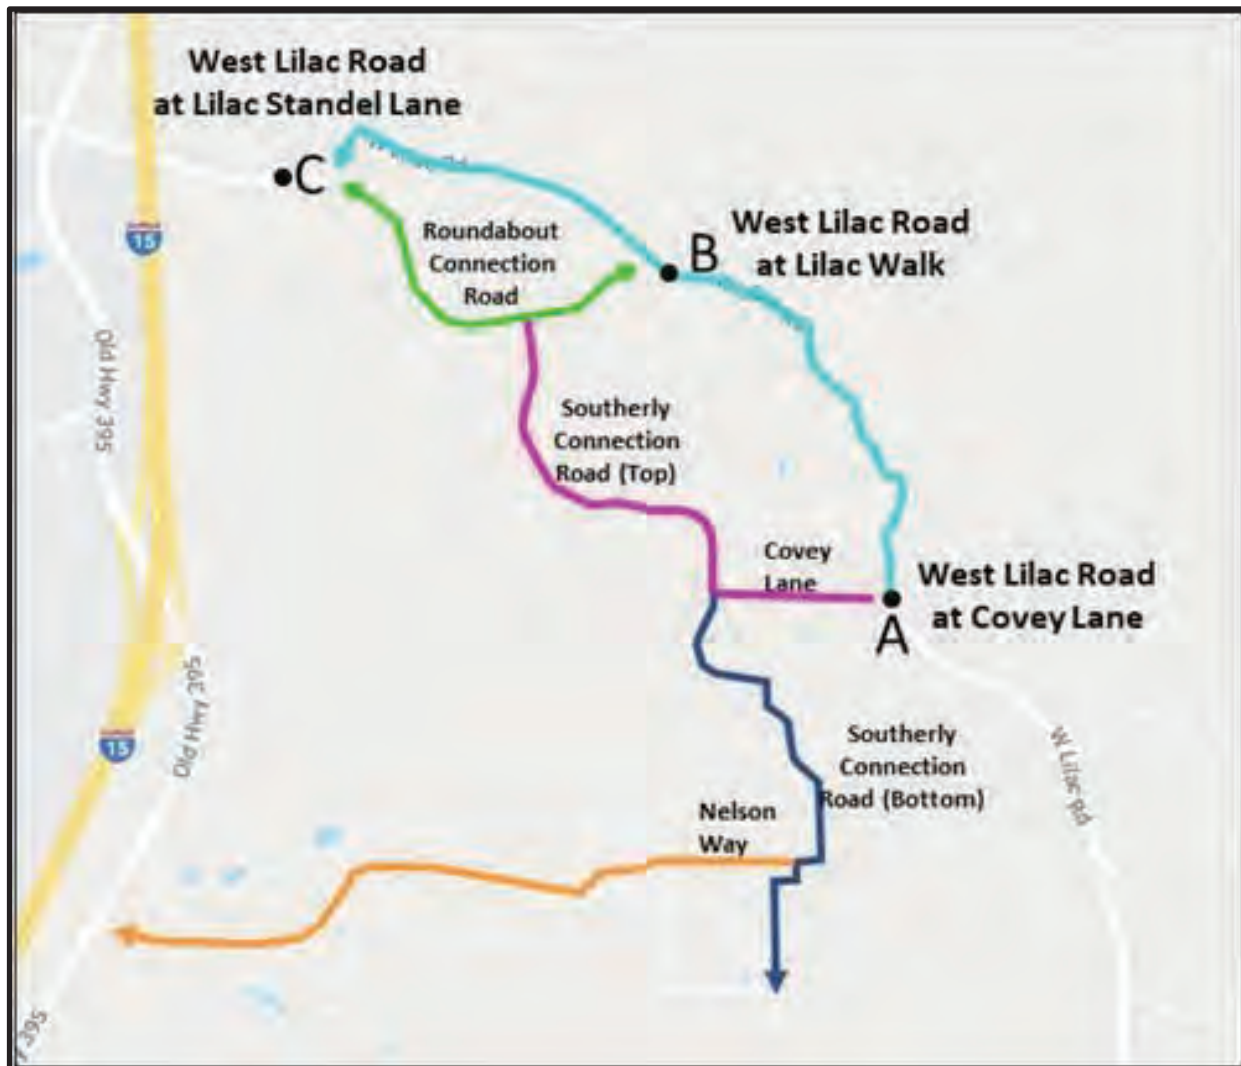 West Lilac Road
at Lilac Standel Lane
C
15
Roundabout
Connection
Road
B
West Lilac Road
at Lilac Walk
Old Hwy 395
Southerly
Connection
Road (Top)
Covey
Lane
West Lilac Road
at Covey Lane
A
Old Hwy 395
15
W Lilac Rd
Southerly
Connection
Road (Bottom)
Nelson
Way
395